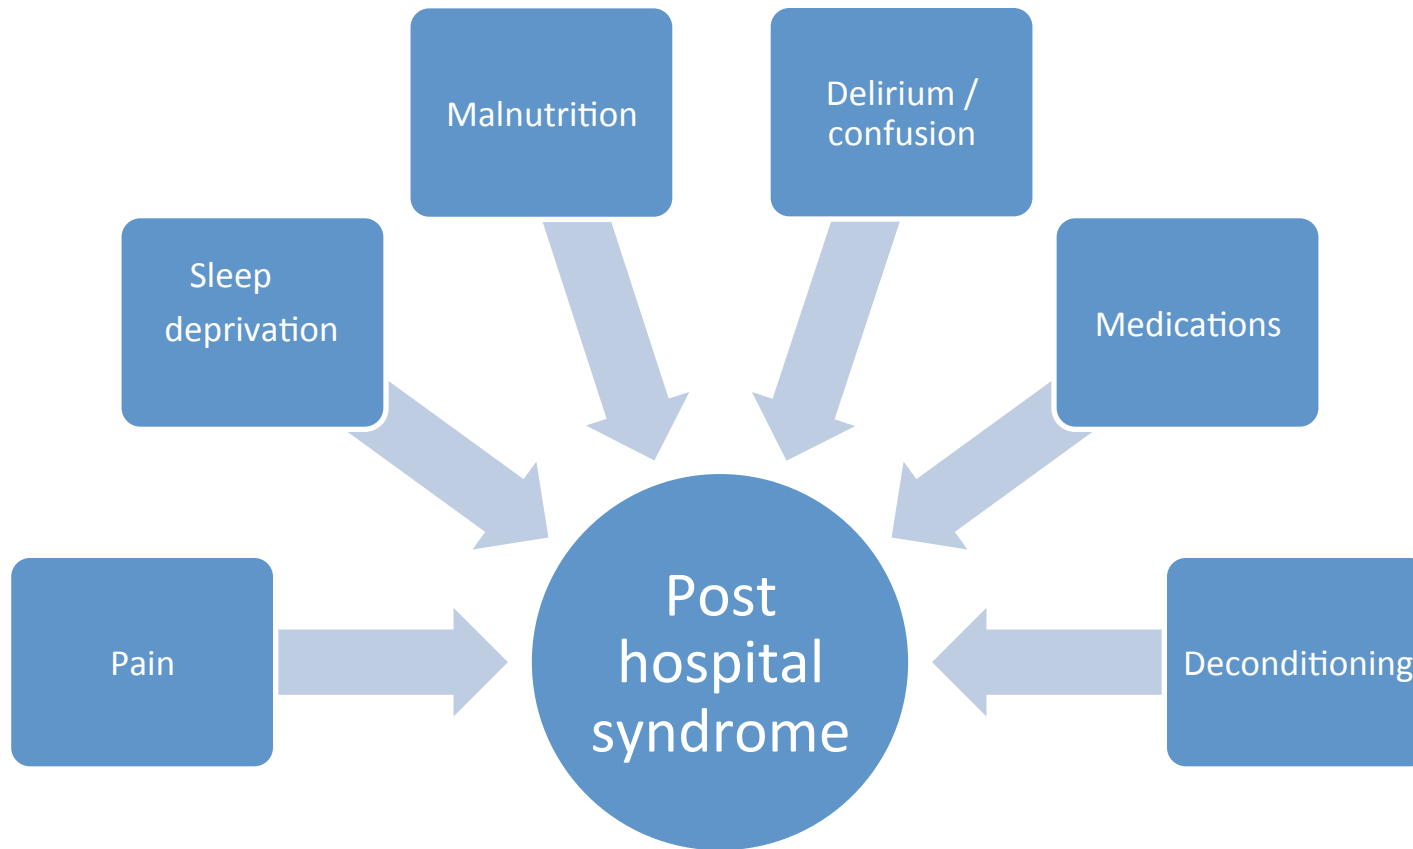 Malnutrition
Delirium /
confusion
Sleep
deprivation
Medications
Pain
Post
hospital
syndrome
Deconditioning